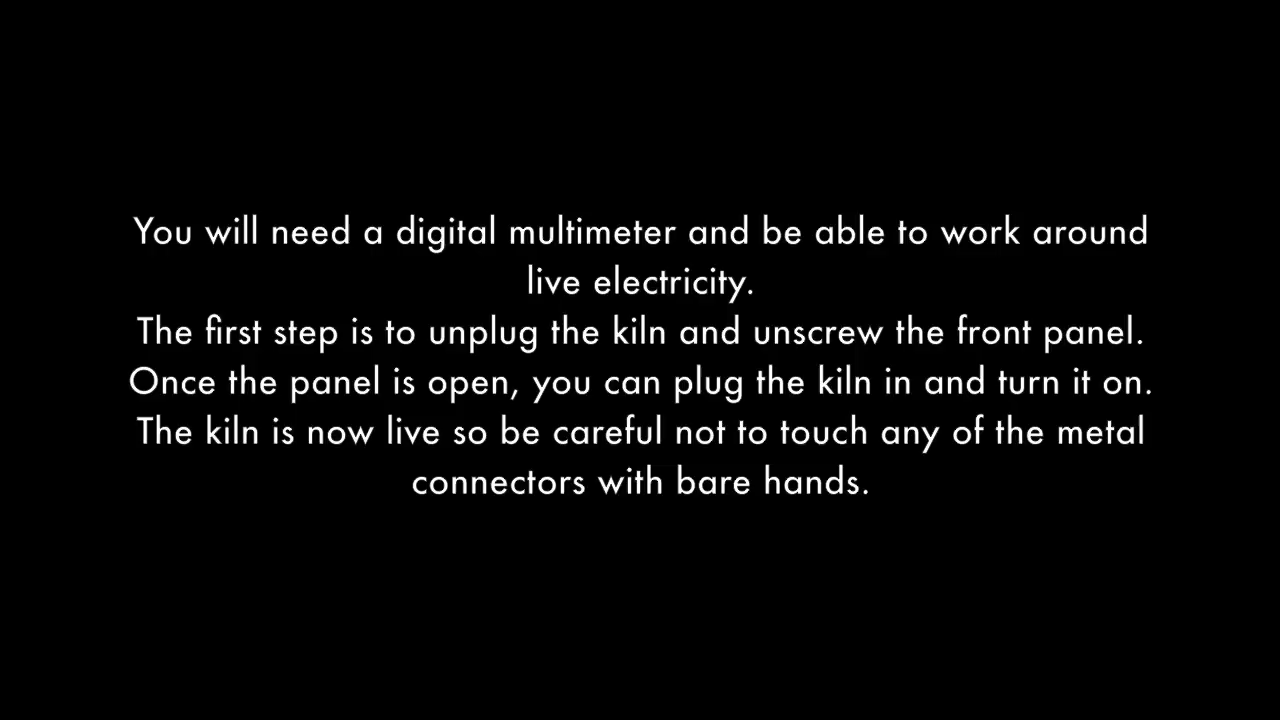 You will need a digital multimeter and be able to work around
live electricity.
The first step is to unplug the kiln and unscrew the front panel.
Once the panel is open, you can plug the kiln in and turn it on.
The kiln is now live so be careful not to touch any of the metal
connectors with bare hands.